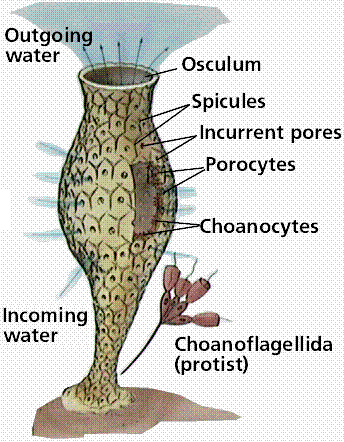 Outgoing
water
Osculum
Spicules
Incurrent pores
Porocytes
Choanocytes
Incoming
water
Choanoflagellida
(protist)